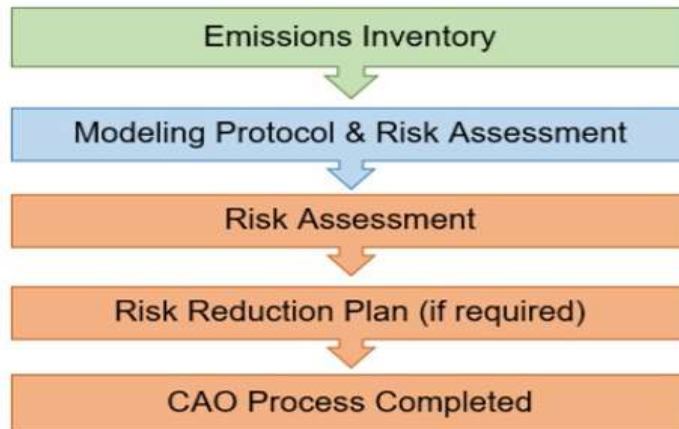 Emissions Inventory
Modeling Protocol & Risk Assessment
Risk Assessment
Risk Reduction Plan (if required)
CAO Process Completed